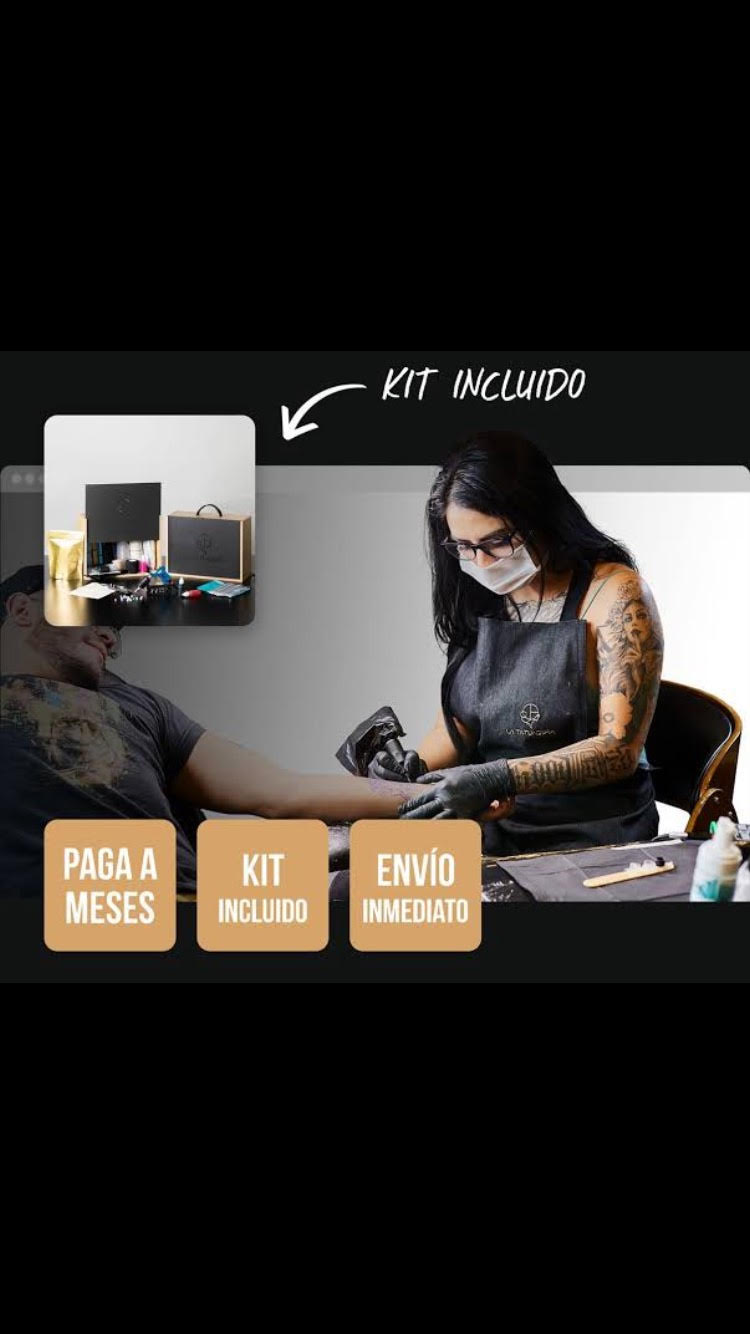 KIT INCLUIDO
PAGA A
MESES
KIT
INCLUIDO
ENVÍO
INMEDIATO